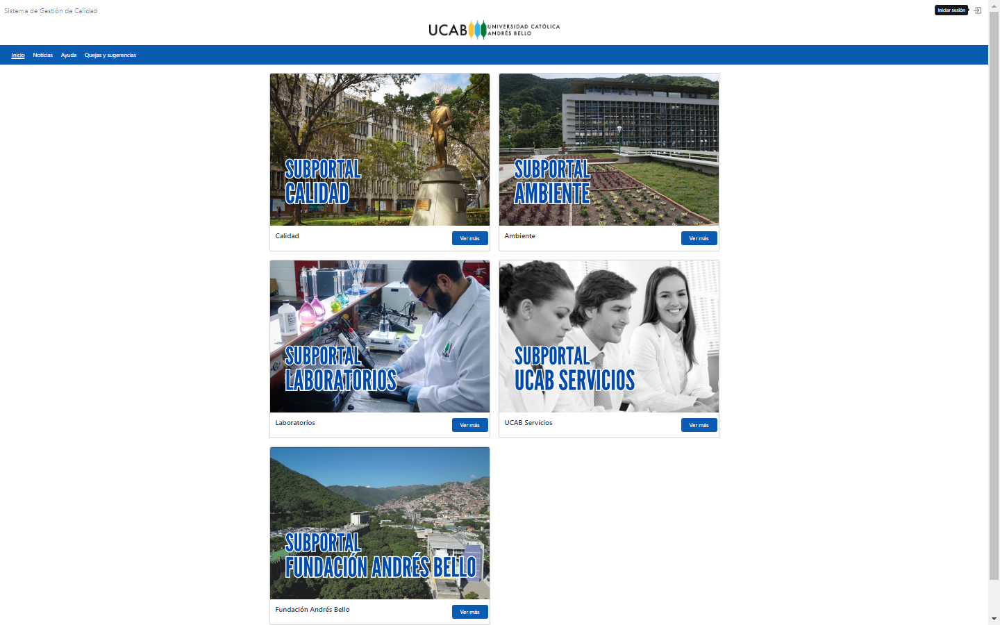 Sistema de Gestión de Calidad
Iniciar sesión
UCAB UNIVERSIDAD CATÓLICA
ANDRÉS BELLO
Inicio Noticias Ayuda Quejas y sugerencias
SUBPORTAL
CALIDAD
SUBPORTAL
AMBIENTE
Calidad Ver más
Ambiente Ver más
SUBPORTAL
LABORATORIOS
SUBPORTAL
UCAB SERVICIOS
Laboratorios Ver más
UCAB Servicios Ver más
SUBPORTAL
FUNDACIÓN ANDRÉS BELLO
Fundación Andrés Bello Ver más